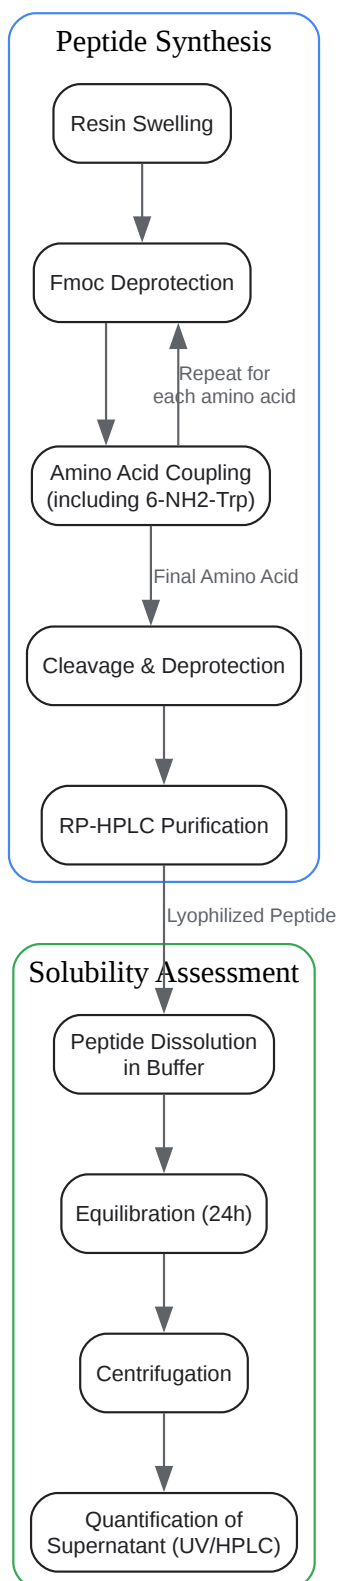 Peptide Synthesis
Resin Swelling
Fmoc Deprotection
Repeat for
each amino acid
Amino Acid Coupling
(including 6-NH2-Trp)
Final Amino Acid
Cleavage & Deprotection
RP-HPLC Purification
Lyophilized Peptide
Solubility Assessment
Peptide Dissolution
in Buffer
Equilibration (24h)
Centrifugation
Quantification of
Supernatant (UV/HPLC)